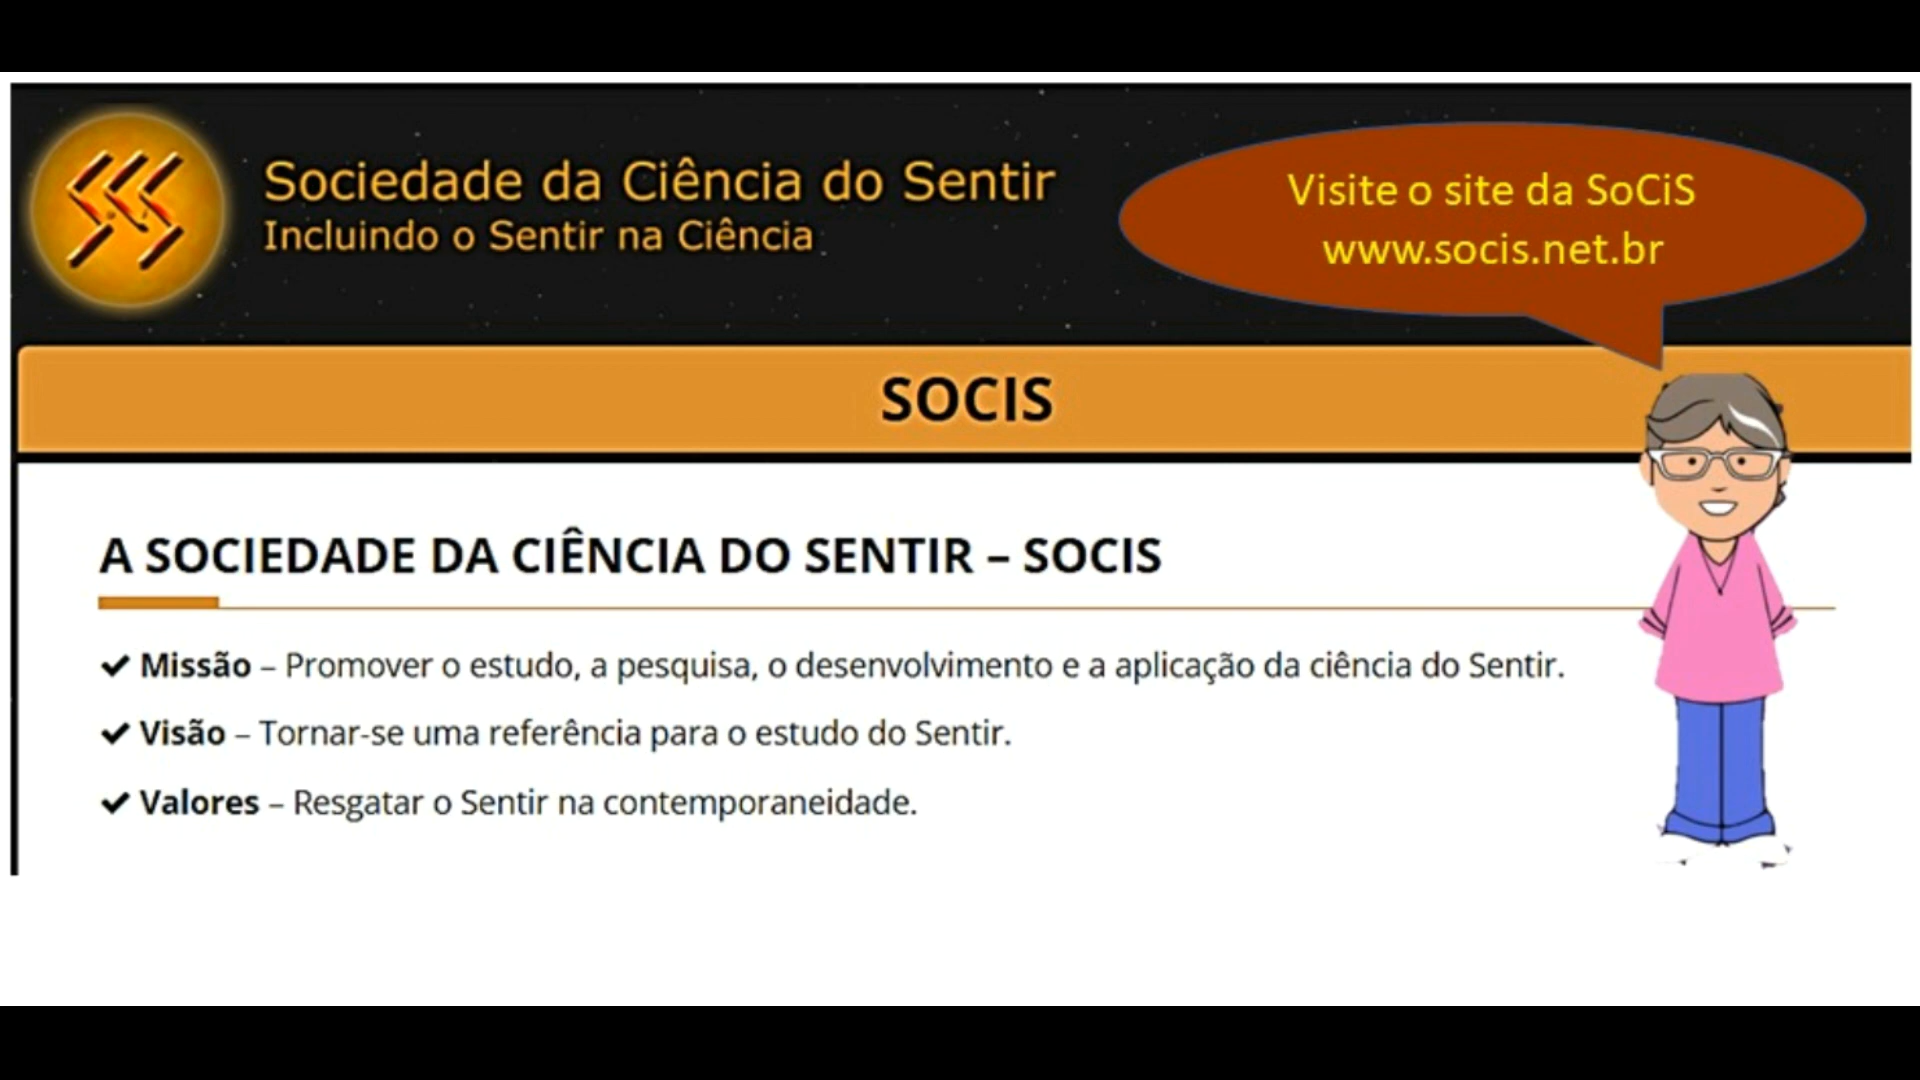 Sociedade da Ciência do Sentir
Incluindo o Sentir na Ciência
Visite o site da SoCiS
www.socis.net.br
SOCIS
A SOCIEDADE DA CIÊNCIA DO SENTIR – SOCIS
✔ Missão – Promover o estudo, a pesquisa, o desenvolvimento e a aplicação da ciência do Sentir.
✔ Visão – Tornar-se uma referência para o estudo do Sentir.
✔ Valores – Resgatar o Sentir na contemporaneidade.